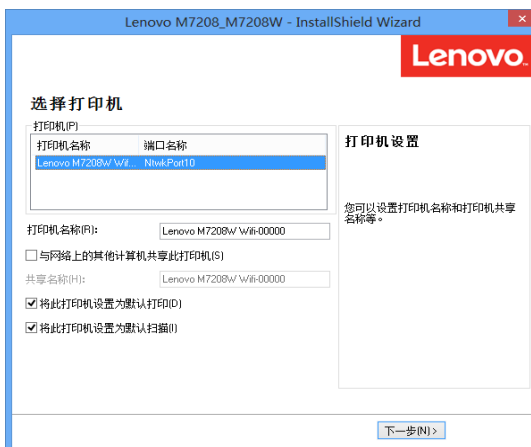 Lenovo M7208_M7208W - InstallShield Wizard
Lenovo
选择打印机
打印机(P)
打印机名称 端口名称
Lenovo M7208W Wif... NtwkPort10
打印机名称(R): Lenovo M7208W Wifi-00000
与网络上的其他计算机共享此打印机(S)
共享名称(H): Lenovo M7208W Wifi-00000
将此打印机设置为默认打印(D)
将此打印机设置为默认扫描(I)
打印机设置
您可以设置打印机名称和打印机共享
名称等。
下一步(N)>